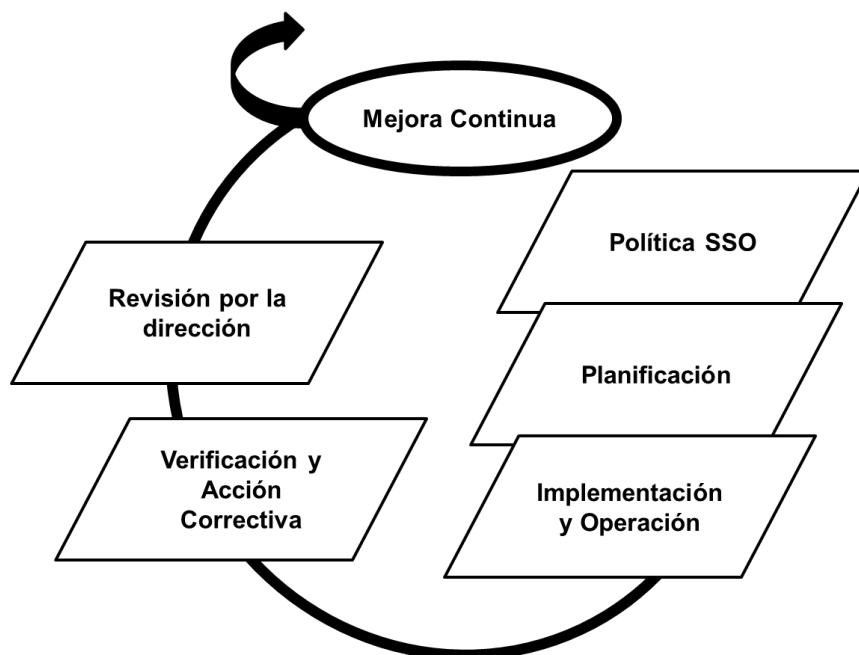 Mejora Continua
Política SSO
Planificación
Implementación
y Operación
Verificación y
Acción
Correctiva
Revisión por la
dirección